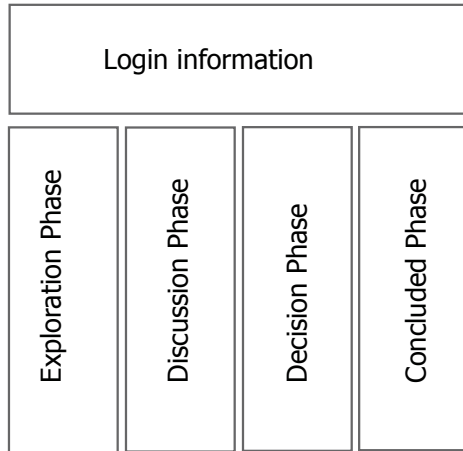 Login information
Exploration Phase
Discussion Phase
Decision Phase
Concluded Phase